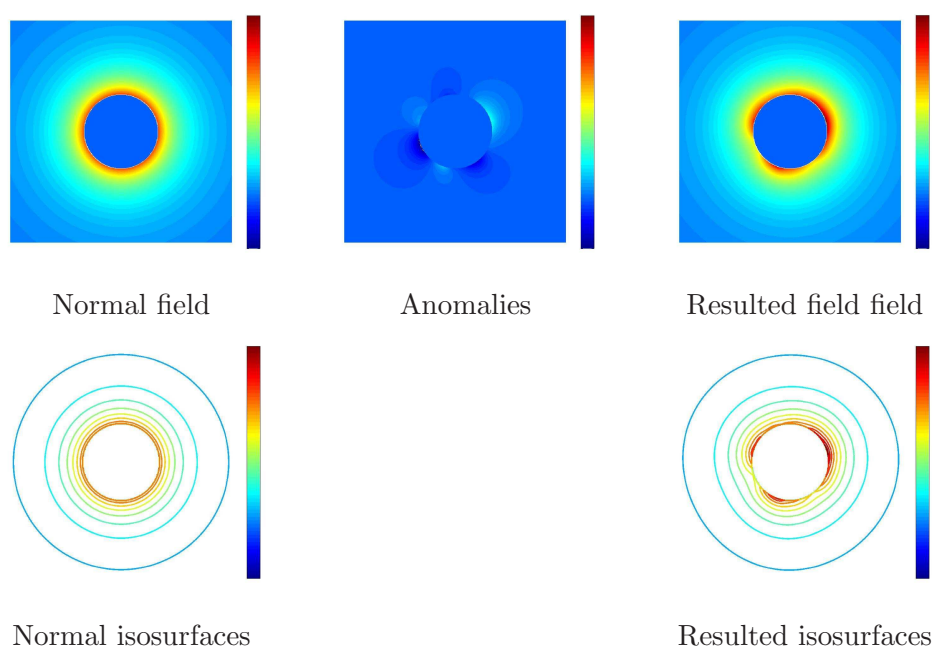 Normal field
Anomalies
Resulted field field
Normal isosurfaces
Resulted isosurfaces